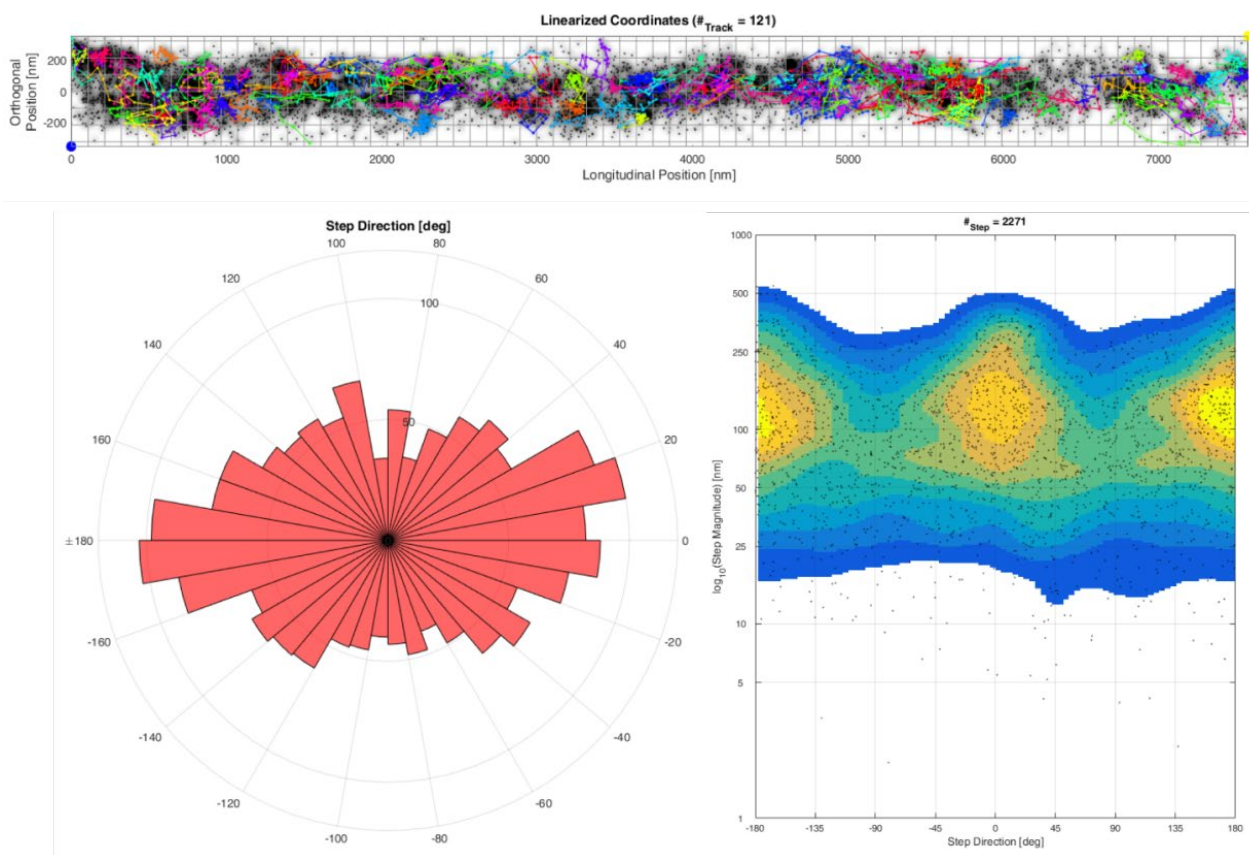 Linearized Coordinates (#Track = 121)
Orthogonal
Position [nm]
200
0
-200
0 1000 2000 3000 4000 5000 6000 7000
Longitudinal Position [nm]
Step Direction [deg]
100 80
120 60
140 40
160 20
±180 0
-160 -20
-140 -40
-120 -60
-100 -80
50
100
#Step = 2271
log10(Step Magnitude) [nm]
1000
500
250
100
50
25
10
5
1
-180 -135 -90 -45 0 45 90 135 180
Step Direction [deg]